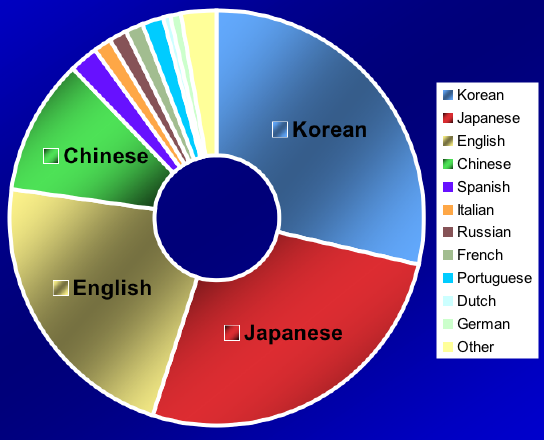 Korean
Chinese
English
Japanese
Korean
Japanese
English
Chinese
Spanish
Italian
Russian
French
Portuguese
Dutch
German
Other